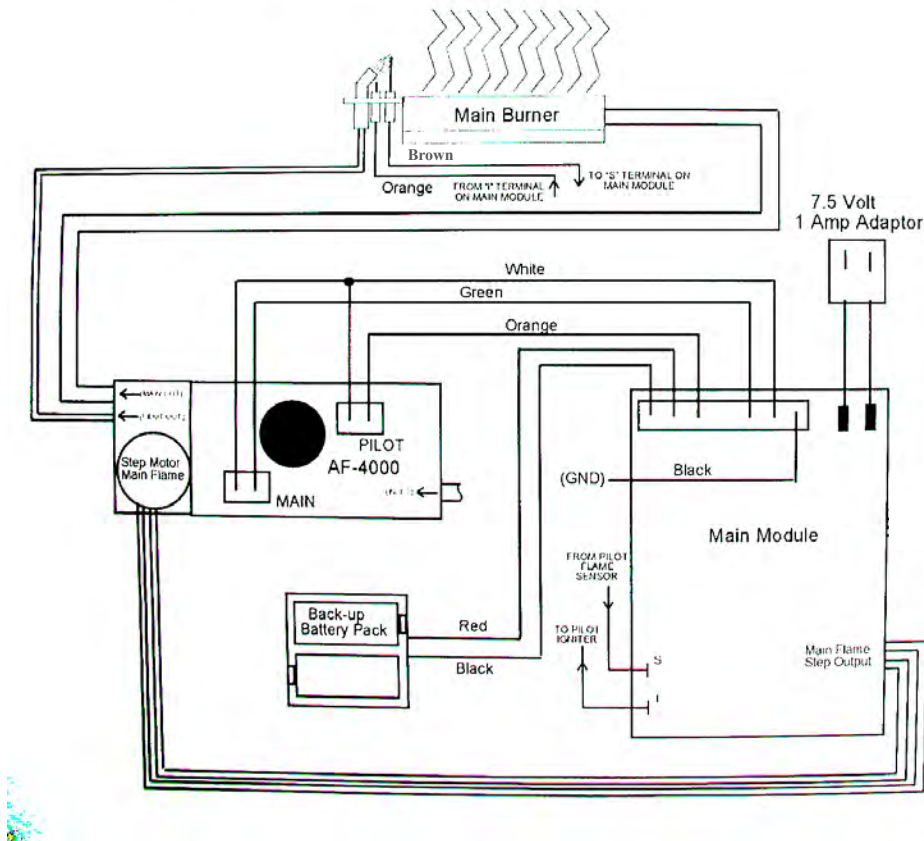 Main Burner
Brown
Orange
FROM "I" TERMINAL
ON MAIN MODULE
TO "S" TERMINAL ON
MAIN MODULE
7.5 Volt
1 Amp Adaptor
White
Green
Orange
PILOT
AF-4000
Step Motor
Main Flame
MAIN
(GND)
Black
Main Module
FROM PILOT
FLAME
SENSOR
TO PILOT
IGNITER
S
I
Back-up
Battery Pack
Red
Black
Main Flame
Step Output